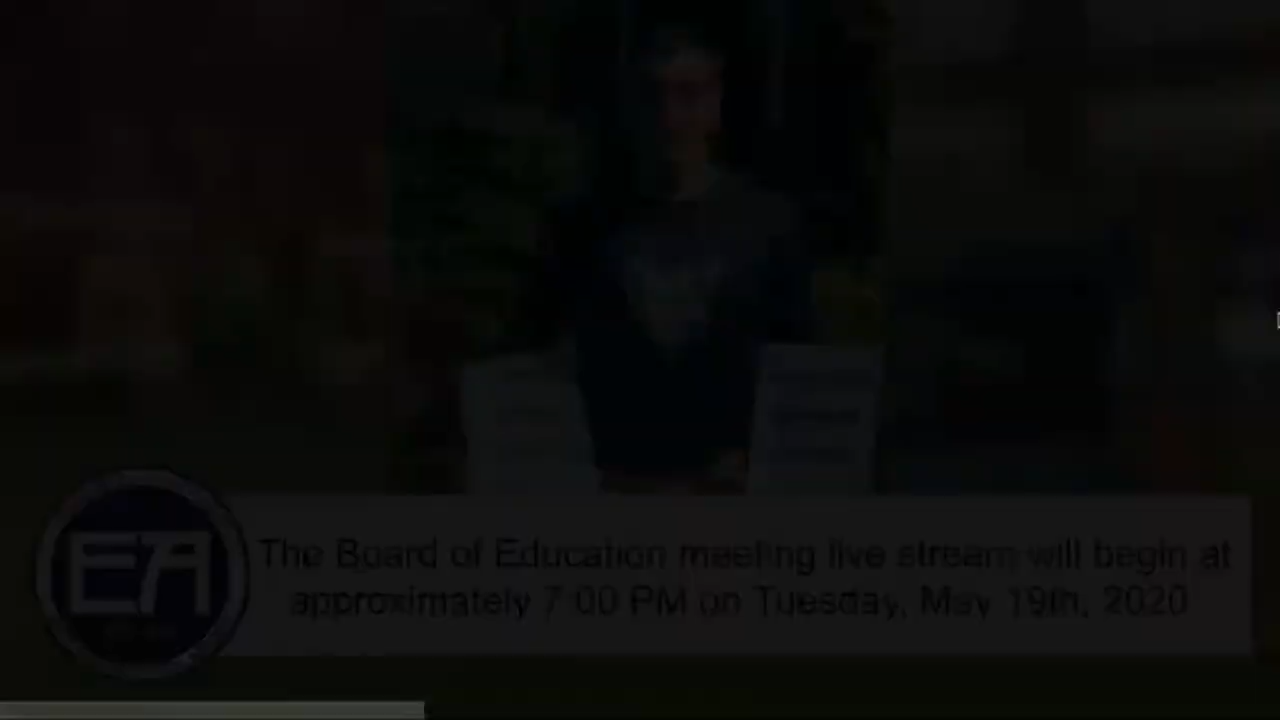 EA
The Board of Education meeting live stream will begin at
approximately 7:00 PM on Tuesday, May 19th, 2020